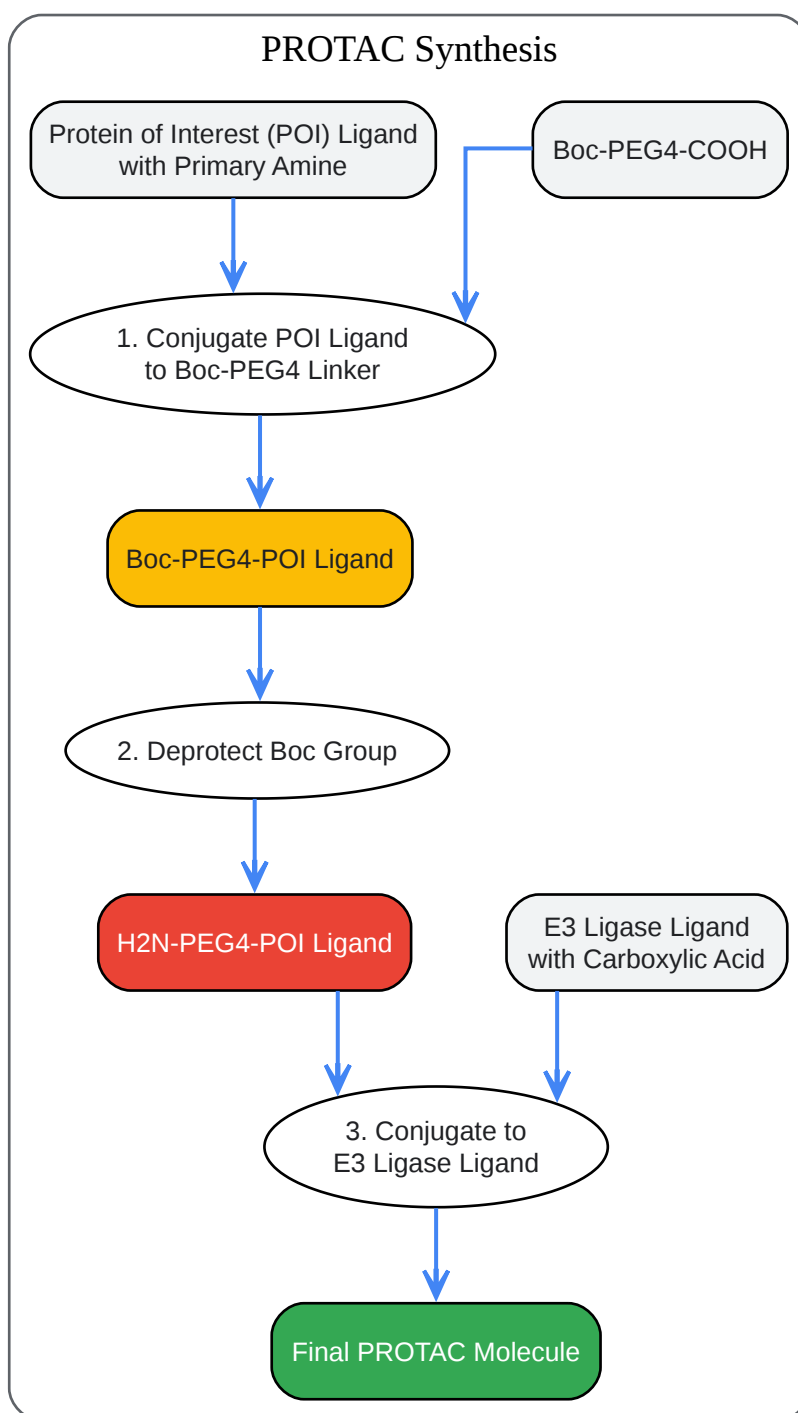 PROTAC Synthesis
Protein of Interest (POI) Ligand
with Primary Amine
Boc-PEG4-COOH
1. Conjugate POI Ligand
to Boc-PEG4 Linker
Boc-PEG4-POI Ligand
2. Deprotect Boc Group
H2N-PEG4-POI Ligand
E3 Ligase Ligand
with Carboxylic Acid
3. Conjugate to
E3 Ligase Ligand
Final PROTAC Molecule